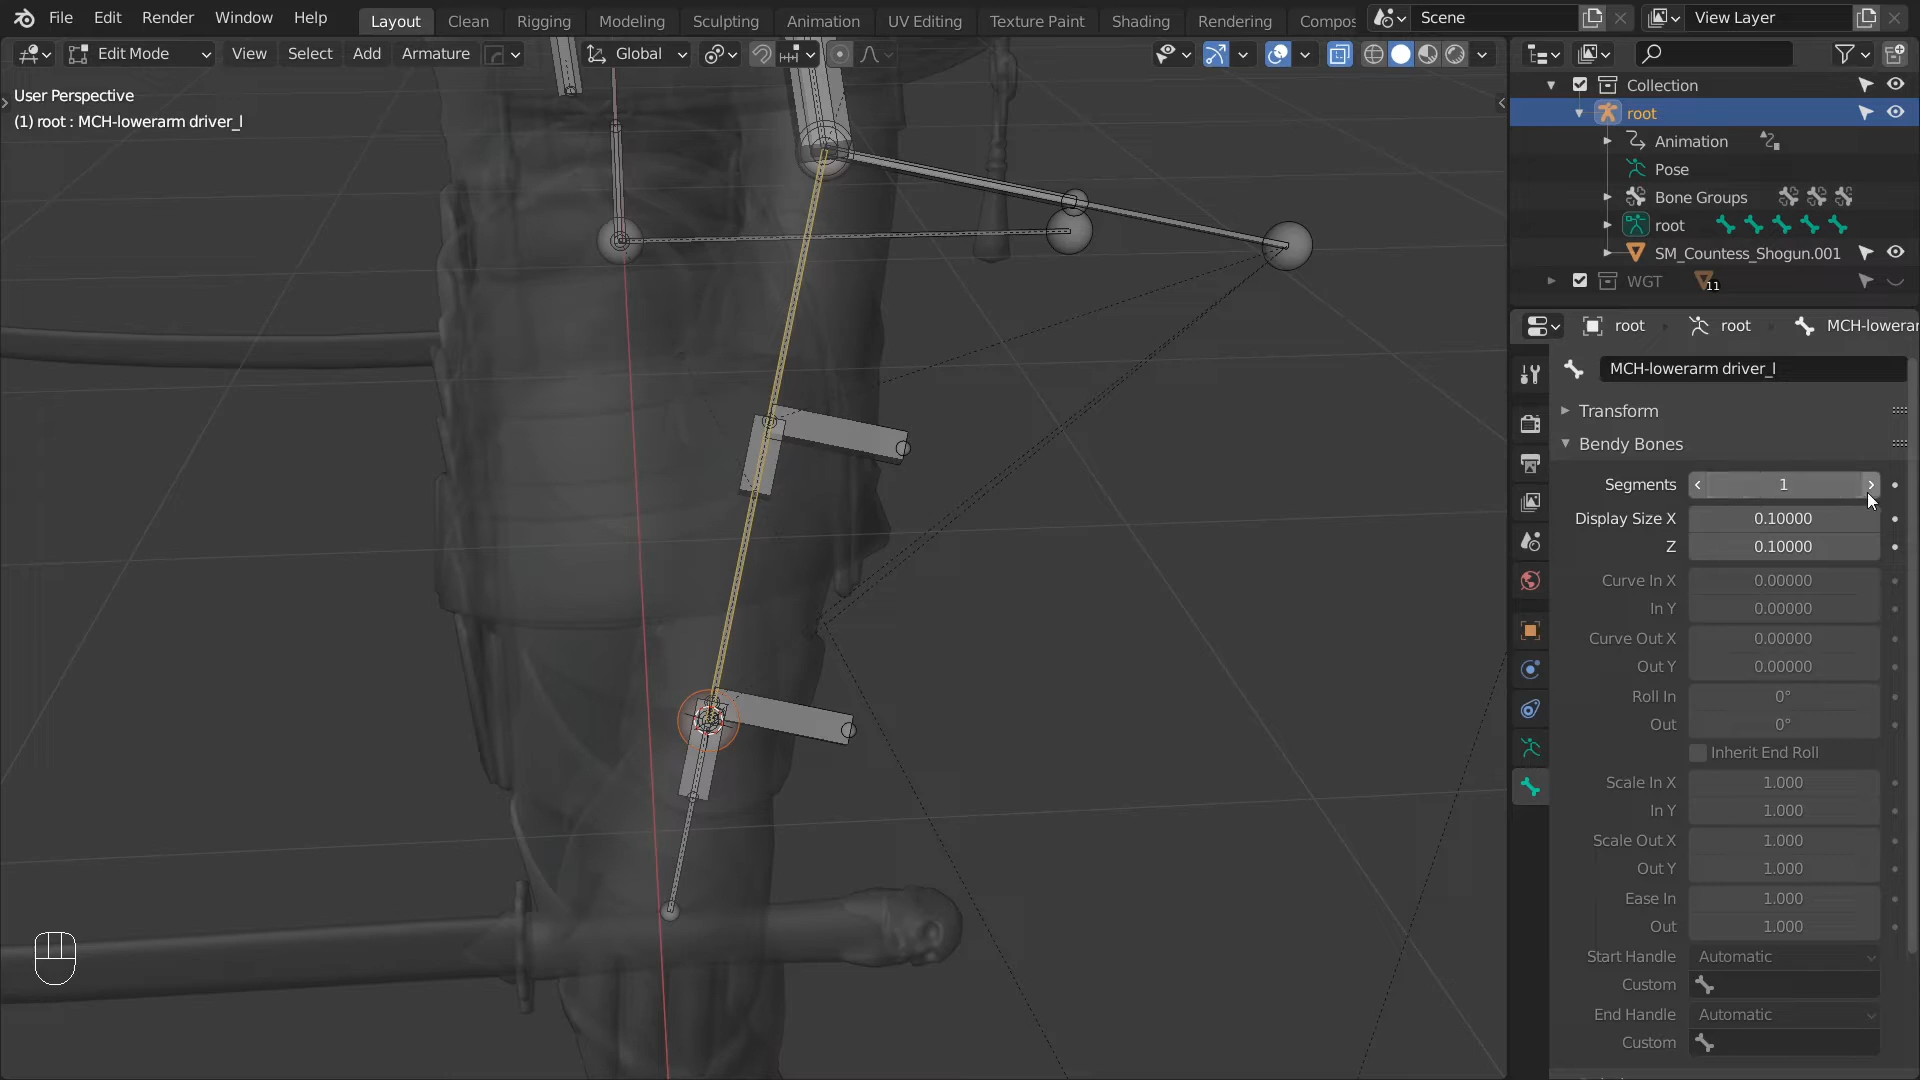 File Edit Render Window Help Layout Clean Rigging Modeling Sculpting Animation UV Editing Texture Paint Shading Rendering Compos Scene View Layer
Edit Mode View Select Add Armature Global
User Perspective
(1) root : MCH-lowerarm driver_l
Collection
root
Animation
Pose
Bone Groups
root
SM_Countess_Shogun.001
WGT 11
root root MCH-lowerar
MCH-lowerarm driver_l
Transform
Bendy Bones
Segments 1
Display Size X 0.10000
Z 0.10000
Curve In X 0.00000
In Y 0.00000
Curve Out X 0.00000
Out Y 0.00000
Roll In 0°
Out 0°
Inherit End Roll
Scale In X 1.000
In Y 1.000
Scale Out X 1.000
Out Y 1.000
Ease In 1.000
Out 1.000
Start Handle Automatic
Custom
End Handle Automatic
Custom